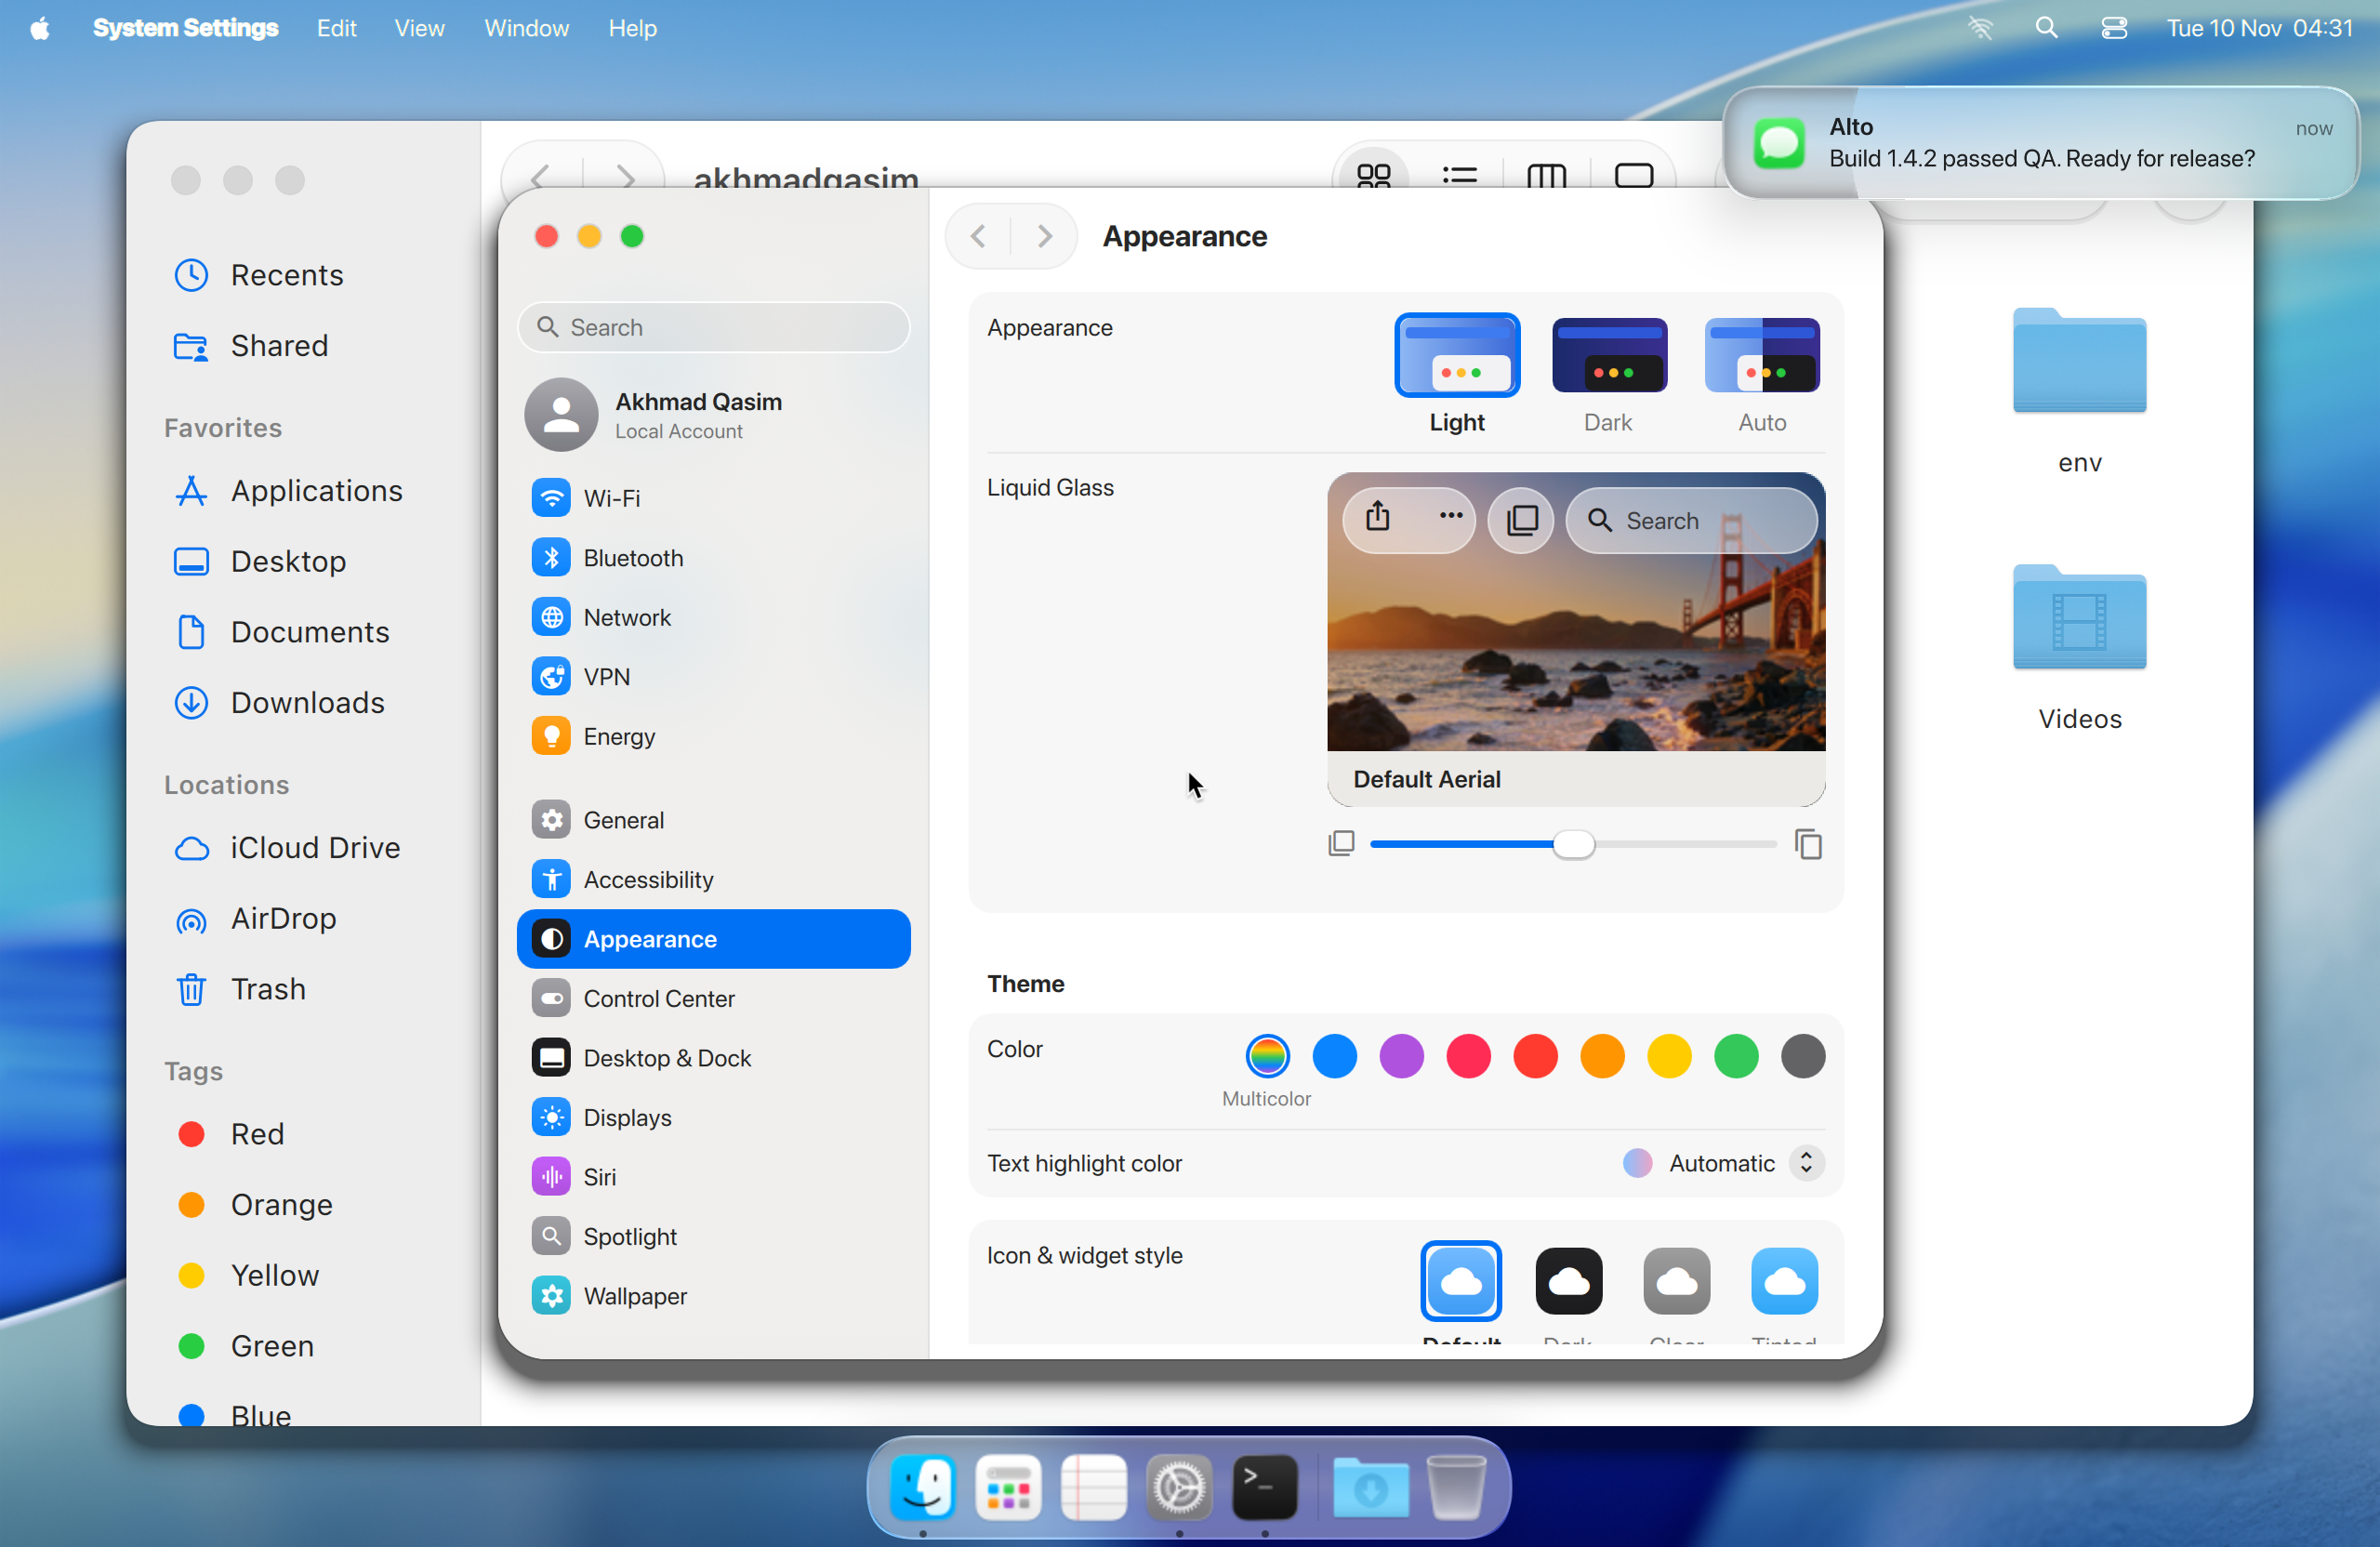 System Settings Edit View Window Help Tue 10 Nov 04:31
Alto now
Build 1.4.2 passed QA. Ready for release?
akhmadqasim
Recents
Shared
Favorites
Applications
Desktop
Documents
Downloads
Locations
iCloud Drive
AirDrop
Trash
Tags
Red
Orange
Yellow
Green
Blue
Search
Akhmad Qasim
Local Account
Wi-Fi
Bluetooth
Network
VPN
Energy
General
Accessibility
Appearance
Control Center
Desktop & Dock
Displays
Siri
Spotlight
Wallpaper
Appearance
Appearance
Light Dark Auto
Liquid Glass
Search
Default Aerial
Theme
Color
Multicolor
Text highlight color Automatic
Icon & widget style
Default Dark Clear Tinted
env
Videos